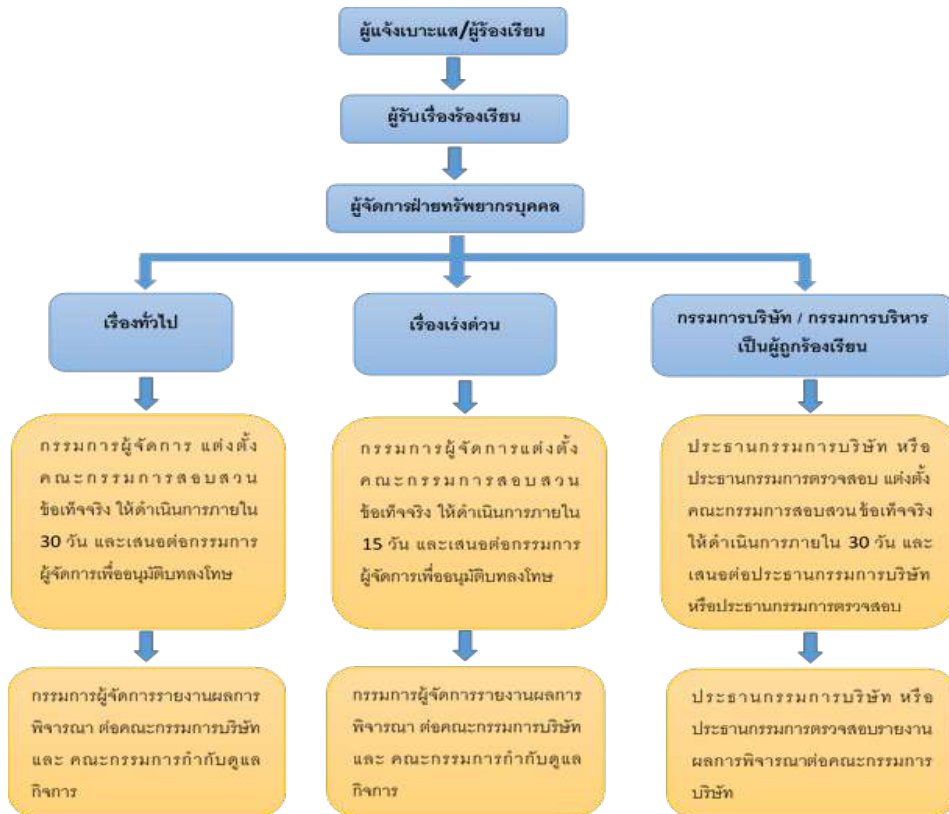 ผู้แจ้งเบาะแส/ผู้ร้องเรียน
ผู้รับเรื่องร้องเรียน
ผู้จัดการฝ่ายทรัพยากรบุคคล
เรื่องทั่วไป
เรื่องเร่งด่วน
กรรมการบริษัท / กรรมการบริหาร
เป็นผู้ถูกร้องเรียน
กรรมการผู้จัดการ แต่งตั้ง
คณะกรรมการสอบสวน
ข้อเท็จจริง ให้ดำเนินการภายใน
30 วัน และเสนอต่อกรรมการ
ผู้จัดการเพื่ออนุมัติบทลงโทษ
กรรมการผู้จัดการแต่งตั้ง
คณะกรรมการสอบสวน
ข้อเท็จจริง ให้ดำเนินการภายใน
15 วัน และเสนอต่อกรรมการ
ผู้จัดการเพื่ออนุมัติบทลงโทษ
ประธานกรรมการบริษัท หรือ
ประธานกรรมการตรวจสอบ แต่งตั้ง
คณะกรรมการสอบสวนข้อเท็จจริง
ให้ดำเนินการภายใน 30 วัน และ
เสนอต่อประธานกรรมการบริษัท
หรือประธานกรรมการตรวจสอบ
กรรมการผู้จัดการรายงานผลการ
พิจารณา ต่อคณะกรรมการบริษัท
และ คณะกรรมการกำกับดูแล
กิจการ
กรรมการผู้จัดการรายงานผลการ
พิจารณา ต่อคณะกรรมการบริษัท
และ คณะกรรมการกำกับดูแล
กิจการ
ประธานกรรมการบริษัท หรือ
ประธานกรรมการตรวจสอบรายงาน
ผลการพิจารณาต่อคณะกรรมการ
บริษัท